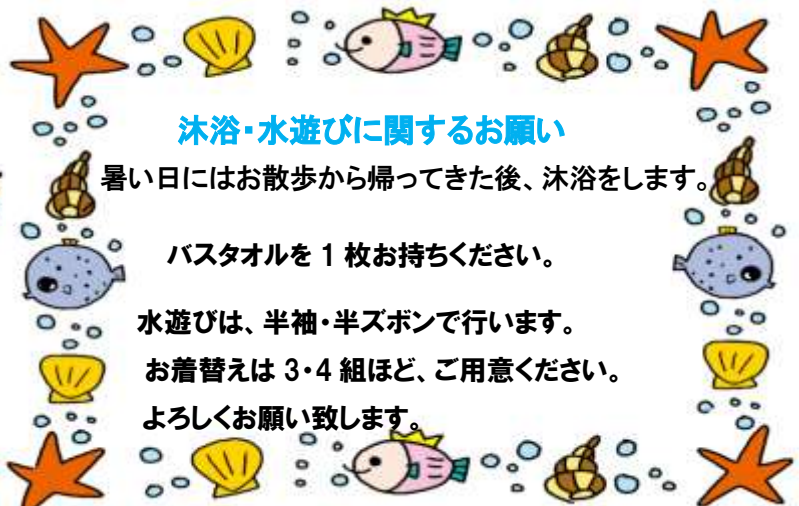 沐浴・水遊びに関するお願い
暑い日にはお散歩から帰ってきた後、沐浴をします。
バスタオルを 1 枚お持ちください。
水遊びは、半袖・半ズボンで行います。
お着替えは 3・4 組ほど、ご用意ください。
よろしくお願い致します。